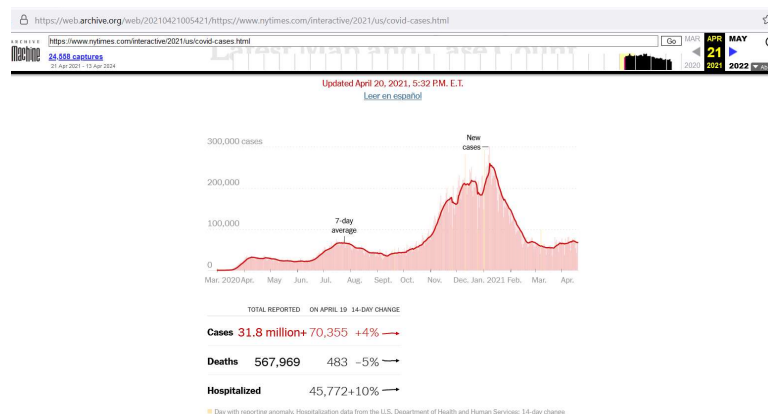 https://web.archive.org/web/20210421005421/https://www.nytimes.com/interactive/2021/us/covid-cases.html
https://www.nytimes.com/interactive/2021/us/covid-cases.html Go MAR APR MAY
24,558 captures 21
21 Apr 2021 - 13 Apr 2024 2020 2021 2022
Updated April 20, 2021, 5:32 P.M. E.T.
Leer en español
300,000 cases
New
cases
200,000
100,000
7-day
average
0
Mar. 2020 Apr. May Jun. Jul. Aug. Sept. Oct. Nov. Dec. Jan. 2021 Feb. Mar. Apr.
TOTAL REPORTED ON APRIL 19 14-DAY CHANGE
Cases 31.8 million+ 70,355 +4%
Deaths 567,969 483 –5%
Hospitalized 45,772 +10%
Day with reporting anomaly. Hospitalization data from the U.S. Department of Health and Human Services; 14-day change